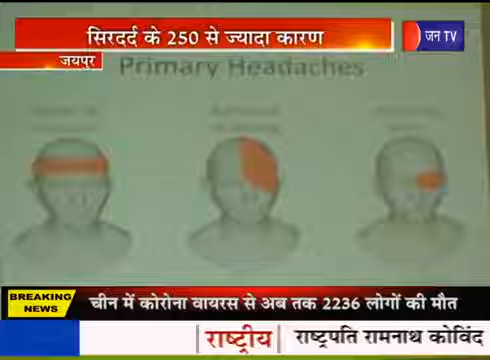 सिरदर्द के 250 से ज्यादा कारण
जन TV
जयपुर
Primary Headaches
BREAKING NEWS
चीन में कोरोना वायरस से अब तक 2236 लोगों की मौत
राष्ट्रीय
राष्ट्रपति रामनाथ कोविंद